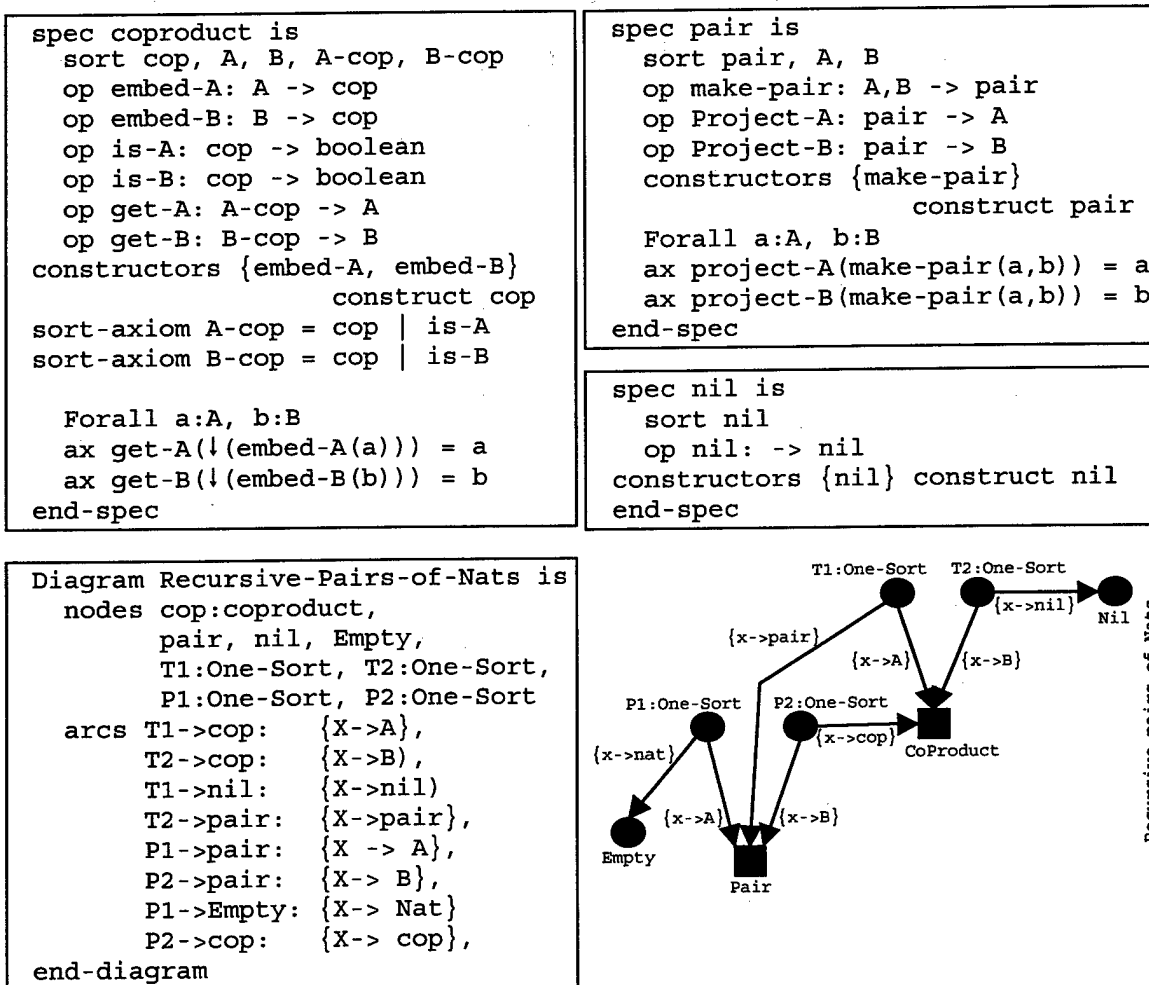 spec coproduct is
sort cop, A, B, A-cop, B-cop
op embed-A: A -> cop
op embed-B: B -> cop
op is-A: cop -> boolean
op is-B: cop -> boolean
op get-A: A-cop -> A
op get-B: B-cop -> B
constructors {embed-A, embed-B}
construct cop
sort-axiom A-cop = cop | is-A
sort-axiom B-cop = cop | is-B
Forall a:A, b:B
ax get-A(↓(embed-A(a))) = a
ax get-B(↓(embed-B(b))) = b
end-spec
spec pair is
sort pair, A, B
op make-pair: A,B -> pair
op Project-A: pair -> A
op Project-B: pair -> B
constructors {make-pair}
construct pair
Forall a:A, b:B
ax project-A(make-pair(a,b)) = a
ax project-B(make-pair(a,b)) = b
end-spec
spec nil is
sort nil
op nil: -> nil
constructors {nil} construct nil
end-spec
Diagram Recursive-Pairs-of-Nats is
nodes cop:coproduct,
pair, nil, Empty,
T1:One-Sort, T2:One-Sort,
P1:One-Sort, P2:One-Sort
arcs T1->cop: {X->A},
T2->cop: {X->B),
T1->nil: {X->nil)
T2->pair: {X->pair},
P1->pair: {X -> A},
P2->pair: {X-> B},
P1->Empty: {X-> Nat}
P2->cop: {X-> cop},
end-diagram
T1:One-Sort T2:One-Sort
{x->nil}
Nil
{x->pair}
{x->A} {x->B}
P1:One-Sort P2:One-Sort
{x->cop}
CoProduct
{x->nat}
{x->A} {x->B}
Empty
Pair